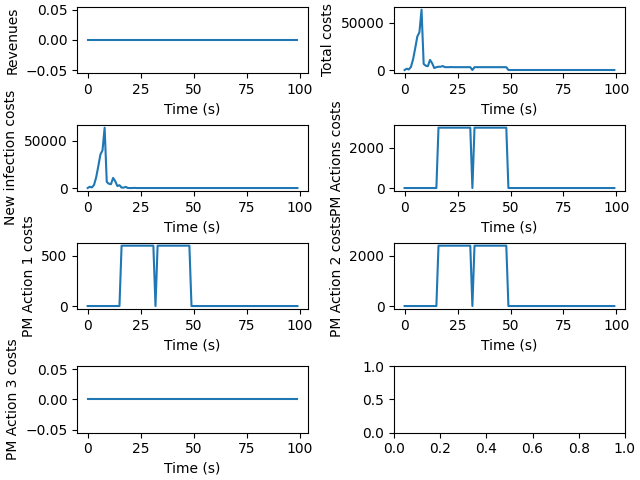 Revenues
0.05
0.00
−0.05
0 25 50 75 100
Time (s)
Total costs
50000
0
0 25 50 75 100
Time (s)
New infection costs
50000
0
0 25 50 75 100
Time (s)
PM Actions costs
2000
0
0 25 50 75 100
Time (s)
PM Action 1 costs
500
0
0 25 50 75 100
Time (s)
PM Action 2 costs
2000
0
0 25 50 75 100
Time (s)
PM Action 3 costs
0.05
0.00
−0.05
0 25 50 75 100
Time (s)
1.0
0.5
0.0
0.0 0.2 0.4 0.6 0.8 1.0